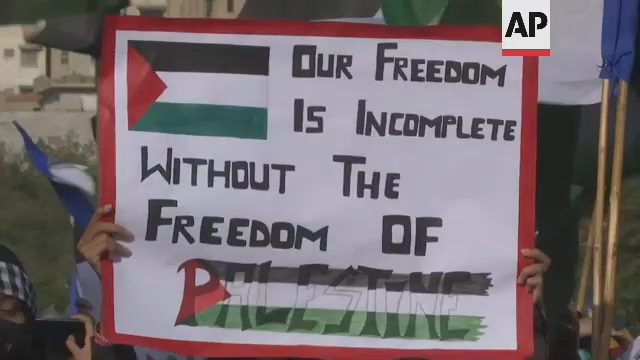 AP
OUR FREEDOM
IS INCOMPLETE
WITHOUT THE
FREEDOM OF
PALESTINE